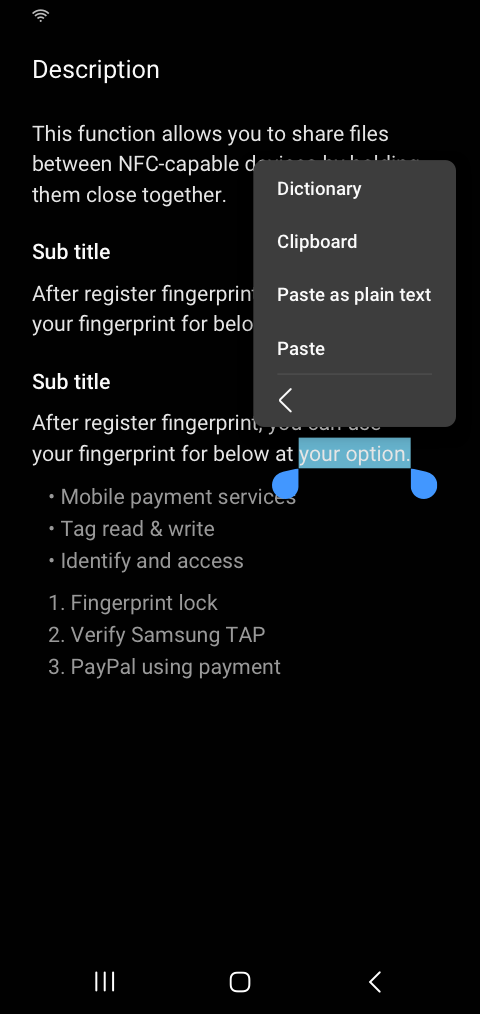 Description
This function allows you to share files
between NFC-capable devices by holding
them close together.
Sub title
After register fingerprint
your fingerprint for belo
Sub title
After register fingerprint, you can use
your fingerprint for below at your option.
• Mobile payment services
• Tag read & write
• Identify and access
1. Fingerprint lock
2. Verify Samsung TAP
3. PayPal using payment
Dictionary
Clipboard
Paste as plain text
Paste